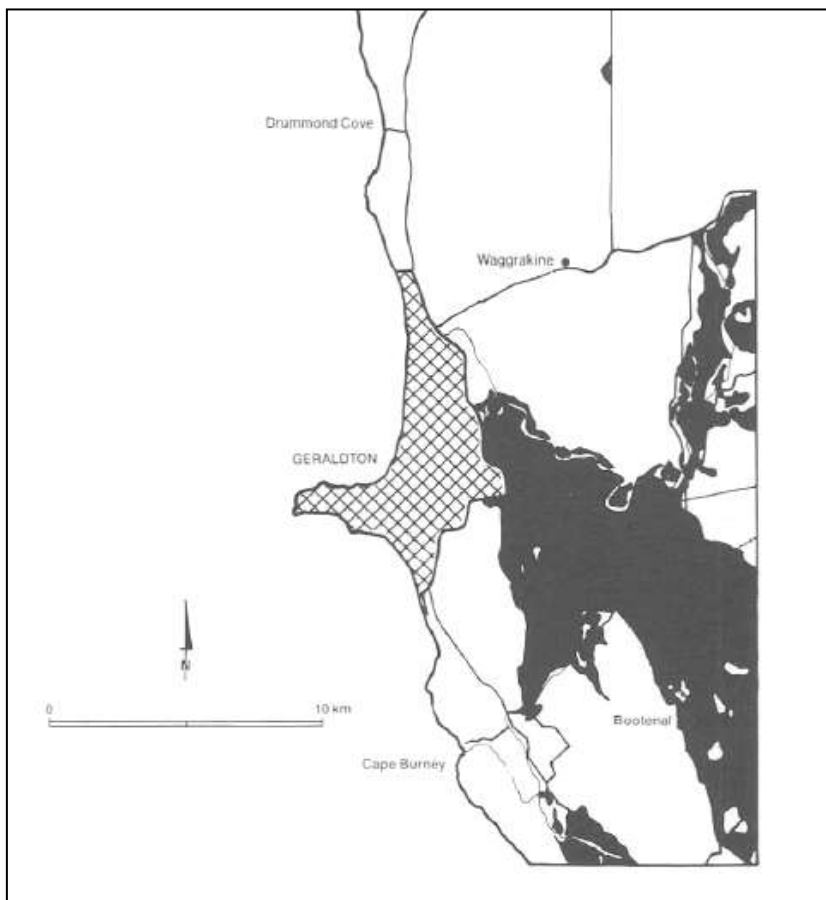 Drummond Cove
Waggrakine
GERALDTON
N
0 10 km
Bootenal
Cape Burney